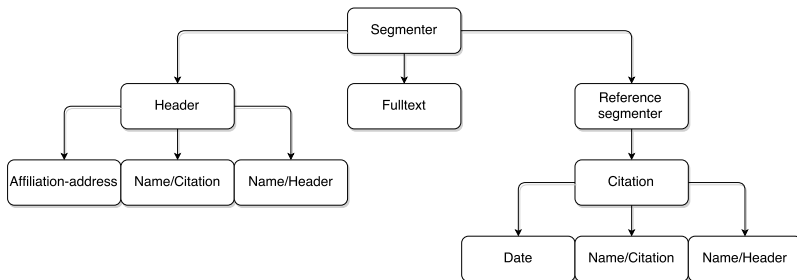 Segmenter
Header
Fulltext
Reference
segmenter
Affiliation-address
Name/Citation
Name/Header
Citation
Date
Name/Citation
Name/Header